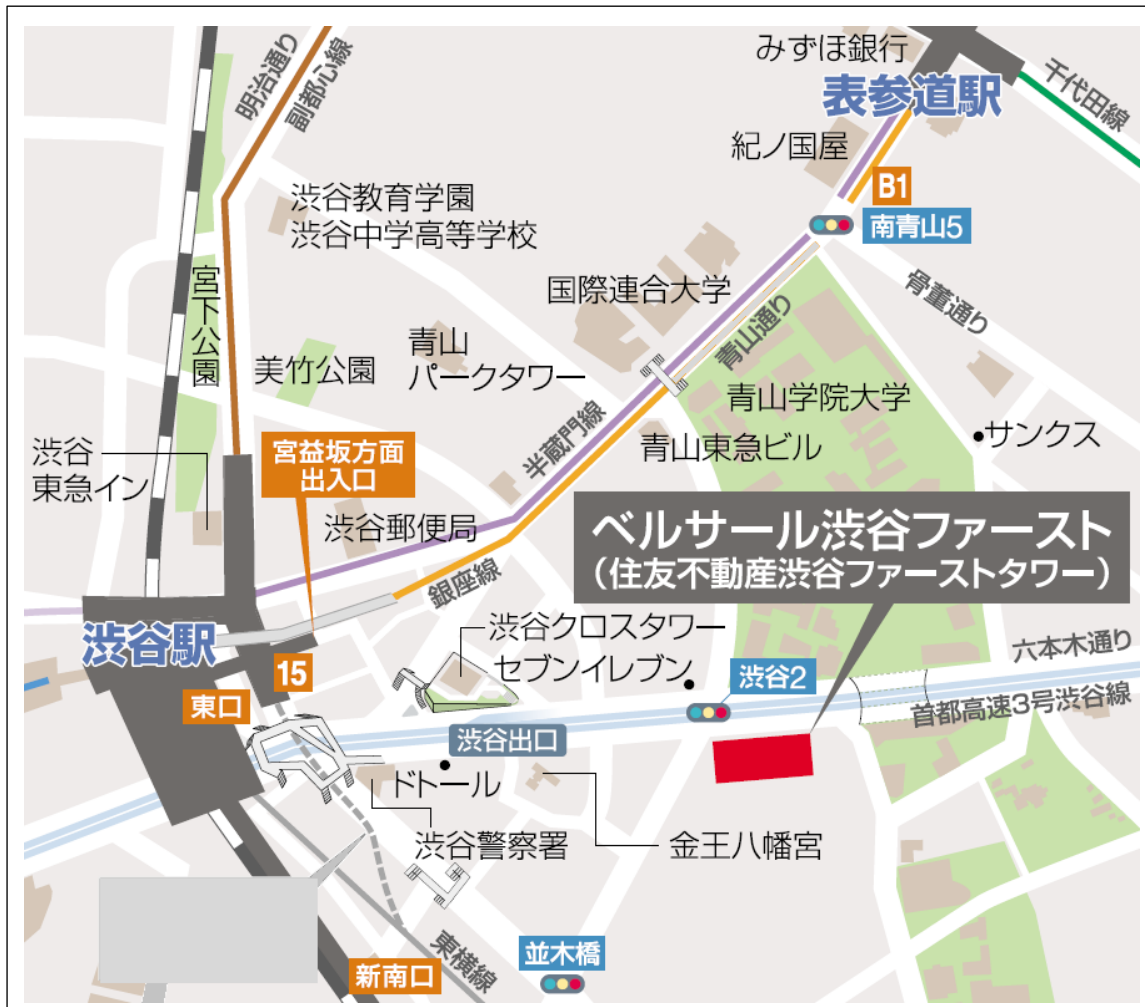 みずほ銀行
表参道駅
千代田線
明治通り
副都心線
紀ノ国屋
B1
南青山5
渋谷教育学園
渋谷中学高等学校
国際連合大学
骨董通り
宮下公園
青山通り
青山
パークタワー
美竹公園
青山学院大学
サンクス
青山東急ビル
半蔵門線
渋谷
東急イン
宮益坂方面
出入口
渋谷郵便局
ベルサール渋谷ファースト
(住友不動産渋谷ファーストタワー)
銀座線
渋谷駅
渋谷クロスタワー
セブンイレブン
渋谷2
六本木通り
首都高速3号渋谷線
15
東口
渋谷出口
ドトール
渋谷警察署
金王八幡宮
東横線
並木橋
新南口